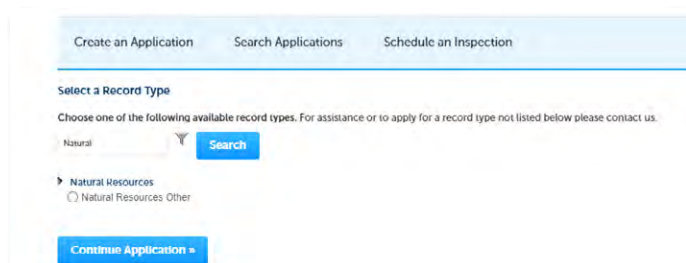 Create an Application Search Applications Schedule an Inspection
Select a Record Type
Choose one of the following available record types. For assistance or to apply for a record type not listed below please contact us.
Natural Search
Natural Resources
Natural Resources Other
Continue Application »